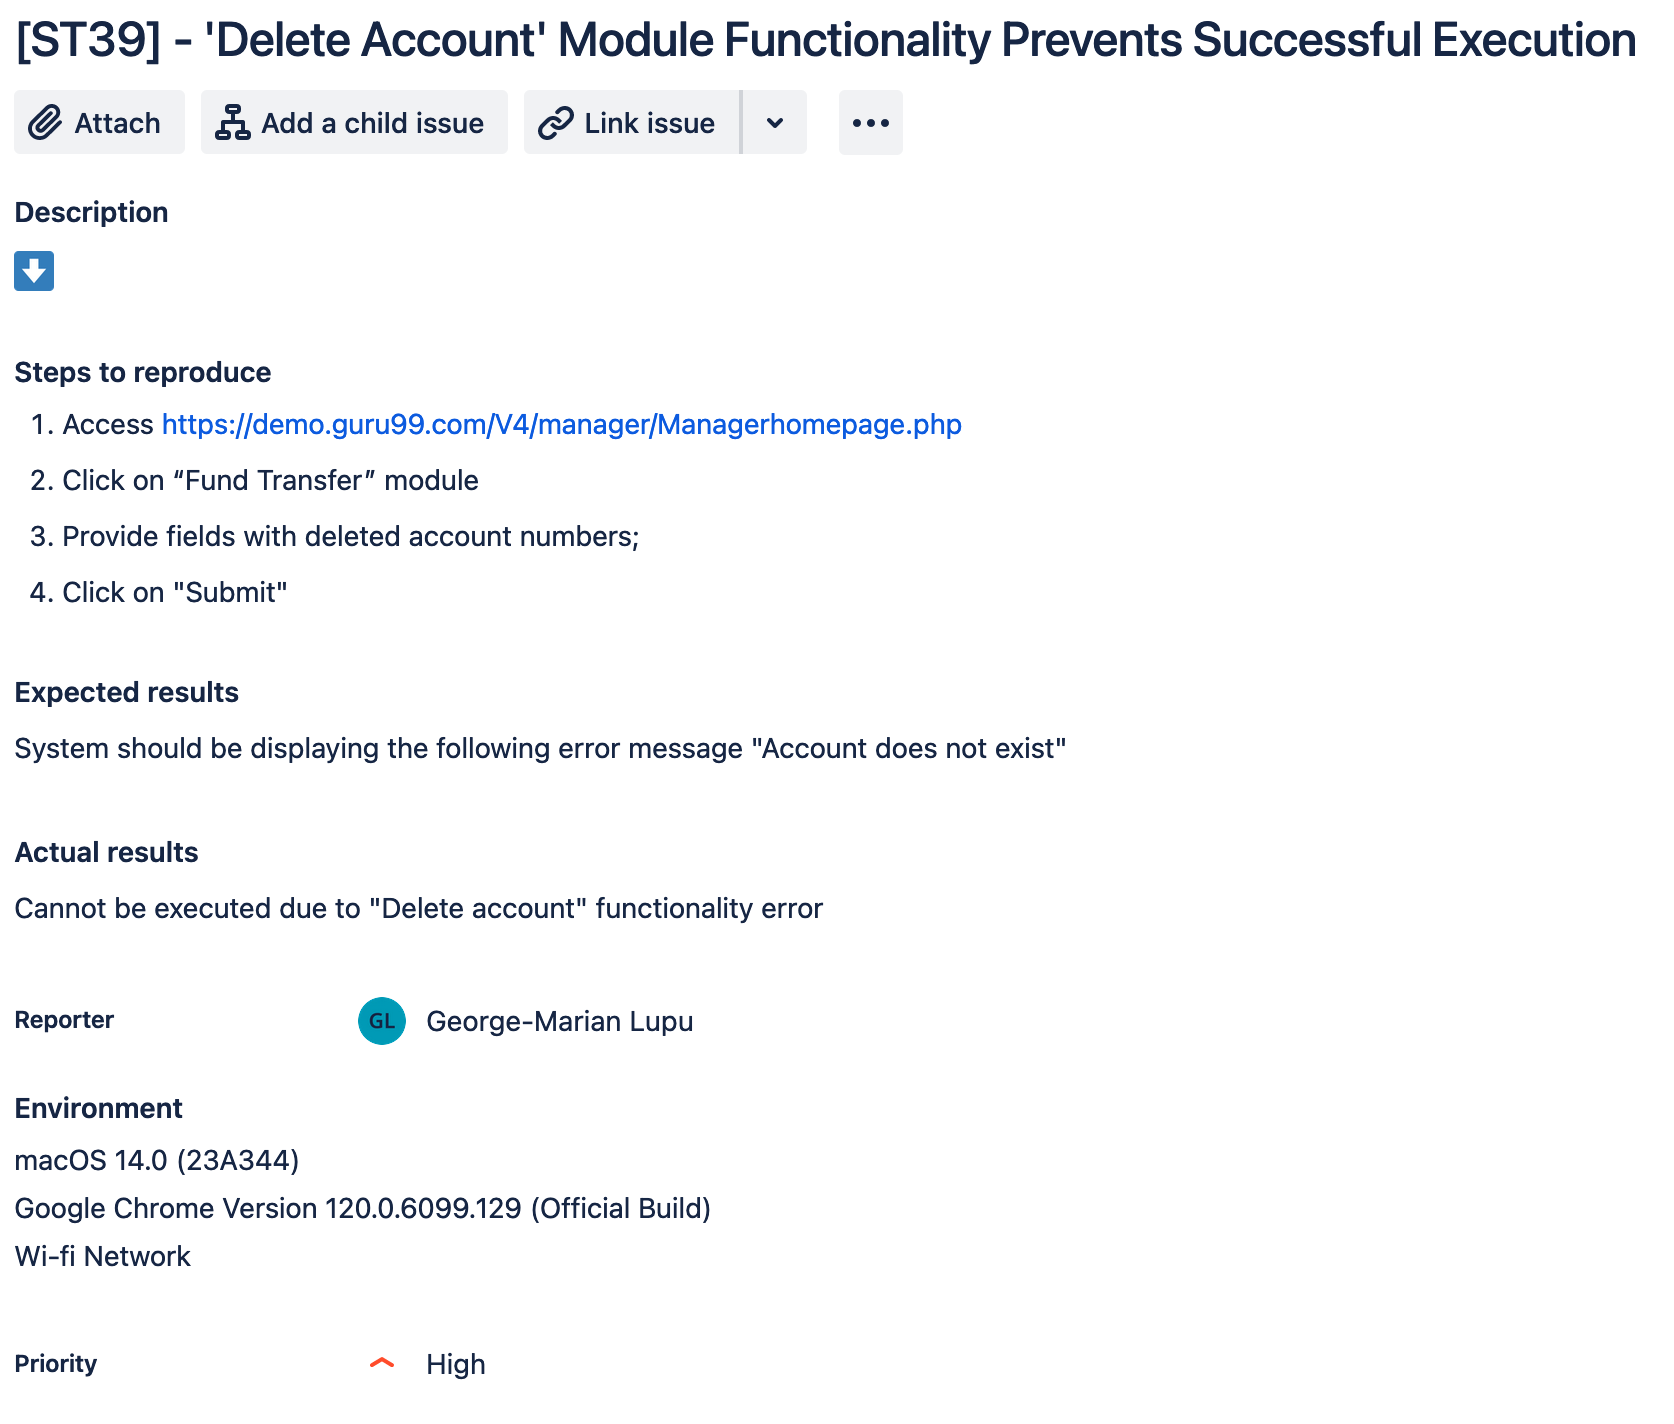 [ST39] - 'Delete Account' Module Functionality Prevents Successful Execution
Attach
Add a child issue
Link issue
Description
Steps to reproduce
1. Access https://demo.guru99.com/V4/manager/Managerhomepage.php
2. Click on “Fund Transfer” module
3. Provide fields with deleted account numbers;
4. Click on "Submit"
Expected results
System should be displaying the following error message "Account does not exist"
Actual results
Cannot be executed due to "Delete account" functionality error
Reporter GL George-Marian Lupu
Environment
macOS 14.0 (23A344)
Google Chrome Version 120.0.6099.129 (Official Build)
Wi-fi Network
Priority High